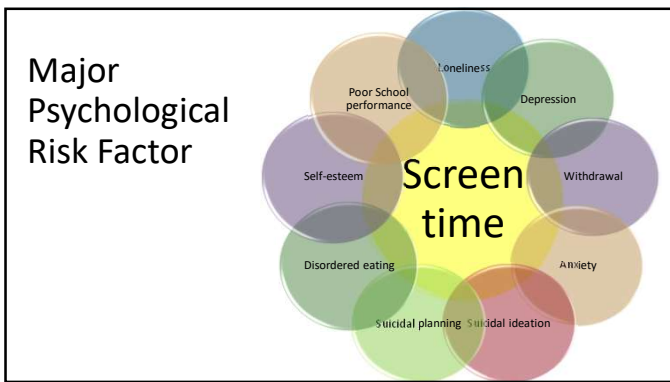 Major
Psychological
Risk Factor
Loneliness
Depression
Withdrawal
Anxiety
Suicidal ideation
Suicidal planning
Disordered eating
Self-esteem
Poor School
performance
Screen
time